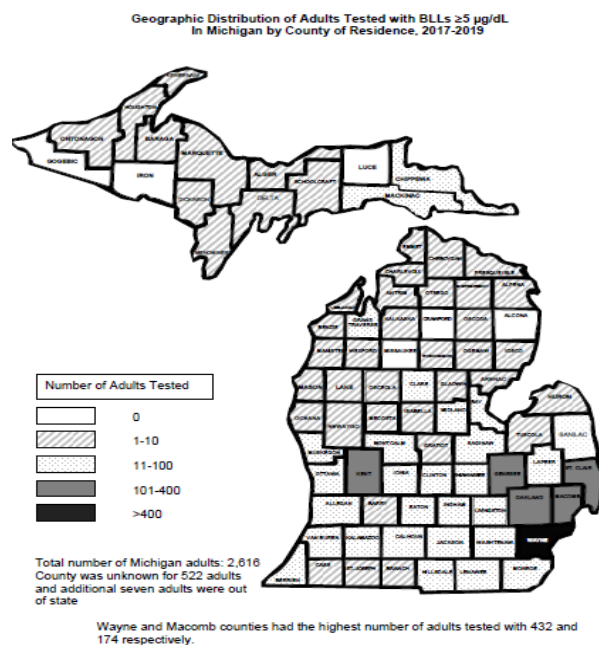 Geographic Distribution of Adults Tested with BLLs ≥5 µg/dL
In Michigan by County of Residence, 2017-2019
HOUGHTON
ONTONAGON
BARAGA
GOGEBIC
MARQUETTE
LUCE
IRON
ALGER
CHIPPEWA
SCHOOLCRAFT
MACKINAC
DICKINSON
DELTA
MENOMINEE
EMMET
CHEBOYGAN
PRESQUE ISLE
CHARLEVOIX
ANTRIM
OTSEGO
ALPENA
BENZIE
GRAND TRAVERSE
KALKASKA
CRAWFORD
OSCODA
ALCONA
MANISTEE
WEXFORD
MISSAUKEE
OGEMAW
IOSCO
ARENAC
MASON
LAKE
OSCEOLA
CLARE
GLADWIN
HURON
BAY
OCEANA
NEWAYGO
MECOSTA
ISABELLA
MIDLAND
TUSCOLA
SANILAC
MUSKEGON
MONTCALM
GRATIOT
SAGINAW
LAPEER
OTTAWA
KENT
IONIA
CLINTON
SHIAWASSEE
GENESEE
ST. CLAIR
OAKLAND
MACOMB
ALLEGAN
BARRY
EATON
INGHAM
LIVINGSTON
VAN BUREN
KALAMAZOO
CALHOUN
JACKSON
WASHTENAW
WAYNE
BERRIEN
CASS
ST. JOSEPH
BRANCH
HILLSDALE
LENAWEE
MONROE
Number of Adults Tested
0
1-10
11-100
101-400
>400
Total number of Michigan adults: 2,616
County was unknown for 522 adults
and additional seven adults were out
of state
Wayne and Macomb counties had the highest number of adults tested with 432 and
174 respectively.